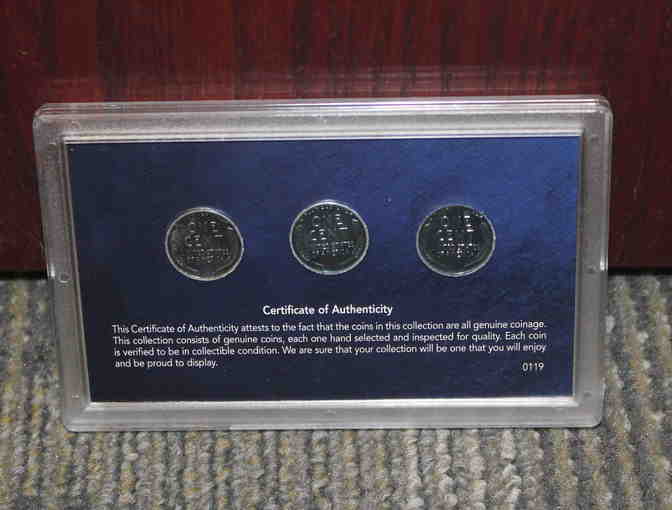 ONE ONE ONE
CENT CEN CENT
Certificate of Authenticity
This Certificate of Authenticity attests to the fact that the coins in this collection are all genuine coinage.
This collection consists of genuine coins, each one hand selected and inspected for quality. Each coin
is verified to be in collectible condition. We are sure that your collection will be one that you will enjoy
and be proud to display.
0119